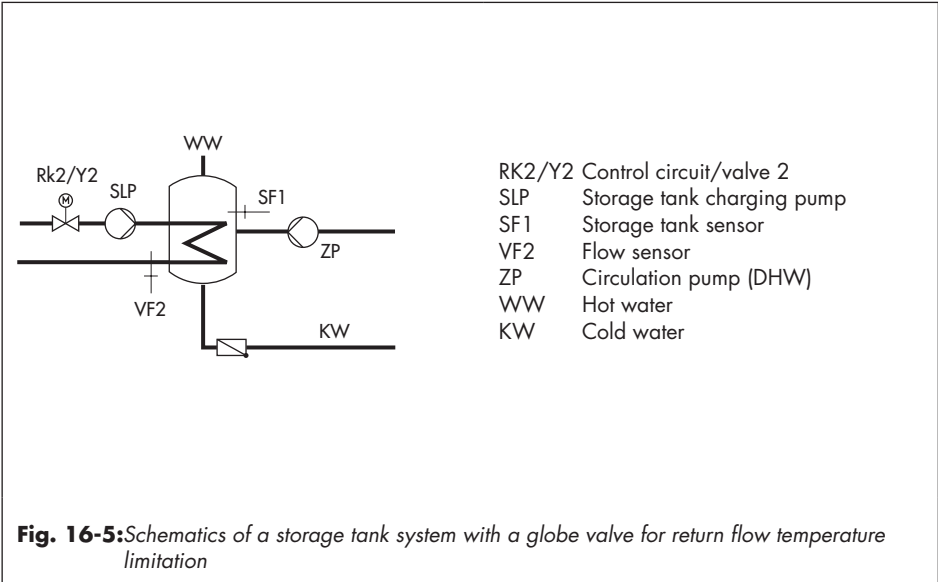 WW
Rk2/Y2
SLP
M
SF1
ZP
VF2
KW
RK2/Y2 Control circuit/valve 2
SLP Storage tank charging pump
SF1 Storage tank sensor
VF2 Flow sensor
ZP Circulation pump (DHW)
WW Hot water
KW Cold water
Fig. 16-5: Schematics of a storage tank system with a globe valve for return flow temperature
limitation